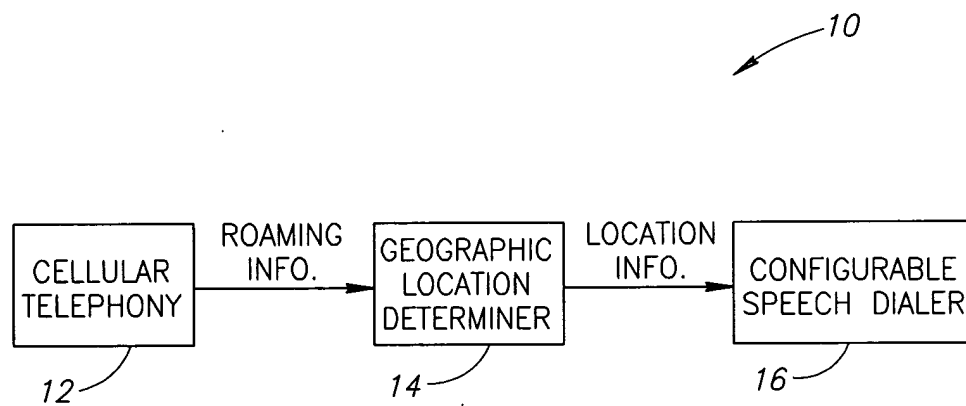 10
ROAMING
INFO.
LOCATION
INFO.
CELLULAR
TELEPHONY
GEOGRAPHIC
LOCATION
DETERMINER
CONFIGURABLE
SPEECH DIALER
12
14
16